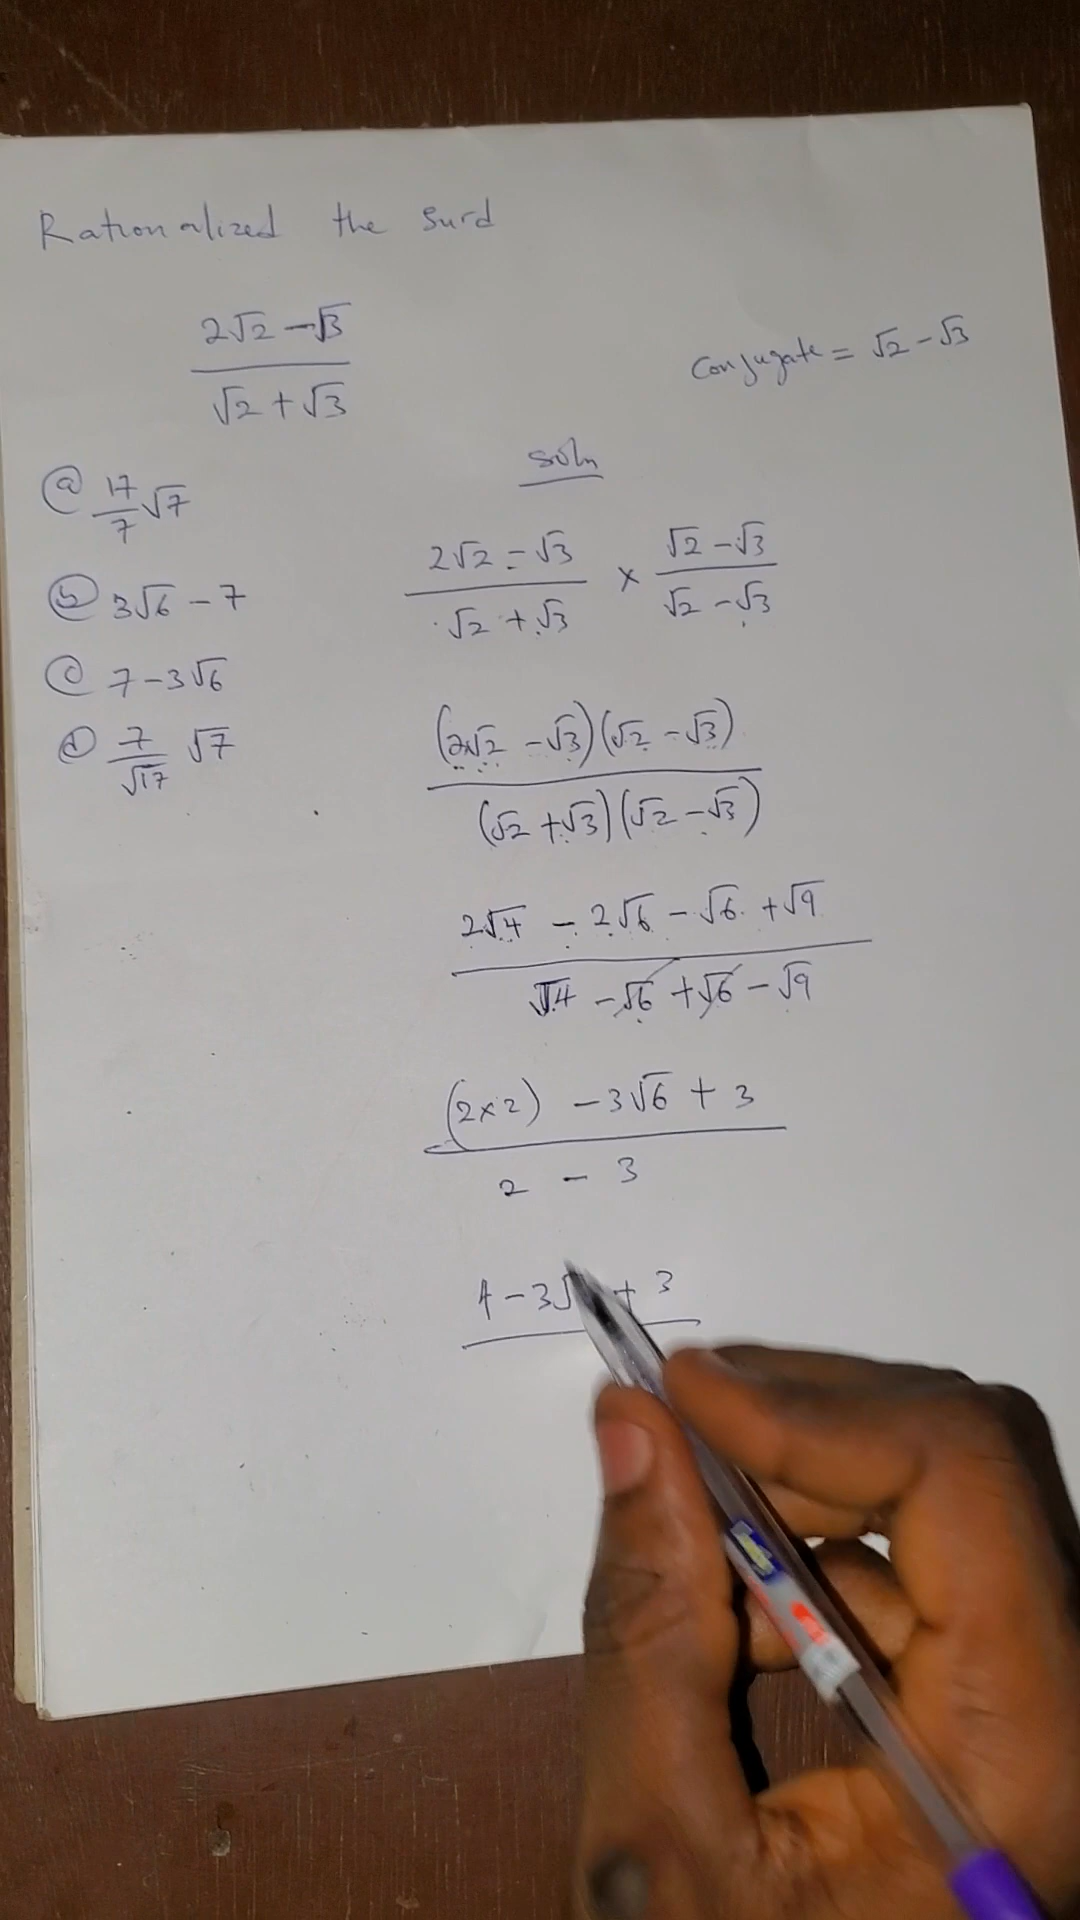 Rationalized the surd
2√2 - √3
√2 + √3
Conjugate = √2 - √3
soln
(a) 17/7 √7
(b) 3√6 - 7
(c) 7 - 3√6
(d) 7/√17 √7
2√2 - √3 × √2 - √3
√2 + √3 √2 - √3
(2√2 - √3)(√2 - √3)
(√2 + √3)(√2 - √3)
2√4 - 2√6 - √6 + √9
√4 - √6 + √6 - √9
(2×2) - 3√6 + 3
2 - 3
4 - 3√ + 3